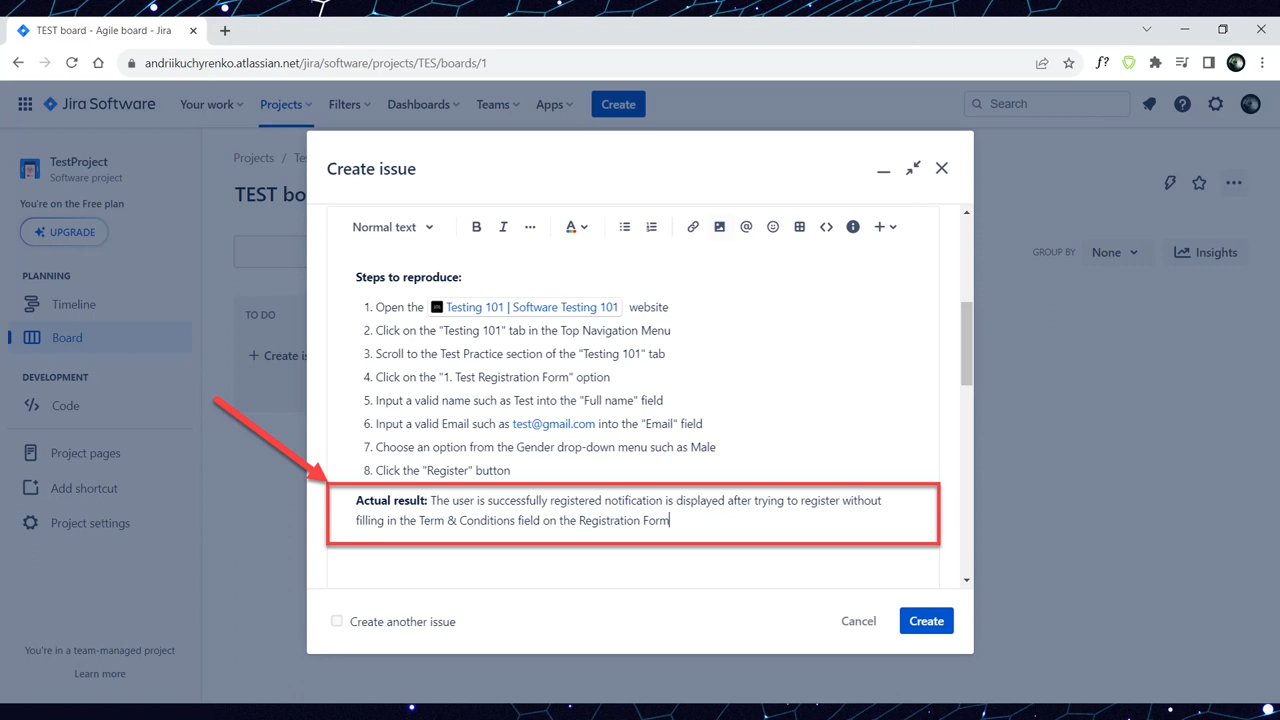 TEST board - Agile board - Jira
andriikuchyrenko.atlassian.net/jira/software/projects/TES/boards/1
f?
Jira Software
Your work
Projects
Filters
Dashboards
Teams
Apps
Create
Search
TestProject
Software project
You're on the Free plan
UPGRADE
PLANNING
Timeline
Board
DEVELOPMENT
Code
Project pages
Add shortcut
Project settings
You're in a team-managed project
Learn more
Projects / Te
TEST bo
TO DO
+ Create is
GROUP BY
None
Insights
Create issue
Normal text
B
I
A
Steps to reproduce:
1. Open the Testing 101 | Software Testing 101 website
2. Click on the "Testing 101" tab in the Top Navigation Menu
3. Scroll to the Test Practice section of the "Testing 101" tab
4. Click on the "1. Test Registration Form" option
5. Input a valid name such as Test into the "Full name" field
6. Input a valid Email such as test@gmail.com into the "Email" field
7. Choose an option from the Gender drop-down menu such as Male
8. Click the "Register" button
Actual result: The user is successfully registered notification is displayed after trying to register without
filling in the Term & Conditions field on the Registration Form
Create another issue
Cancel
Create